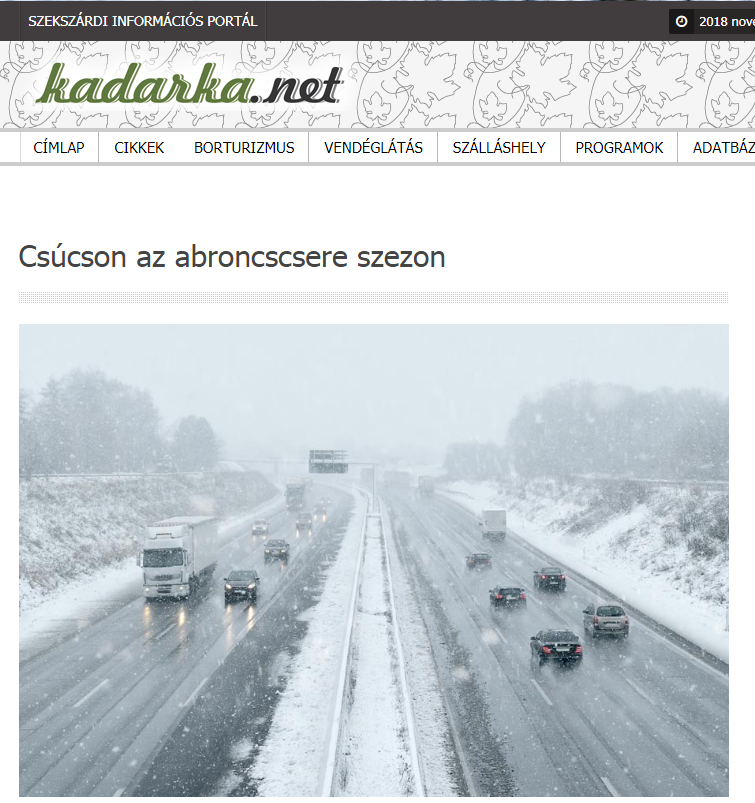 SZEKSZÁRDI INFORMÁCIÓS PORTÁL
2018 nove
kadarka.net
CÍMLAP CIKKEK BORTURIZMUS VENDÉGLÁTÁS SZÁLLÁSHELY PROGRAMOK ADATBÁZ
Csúcson az abroncscsere szezon